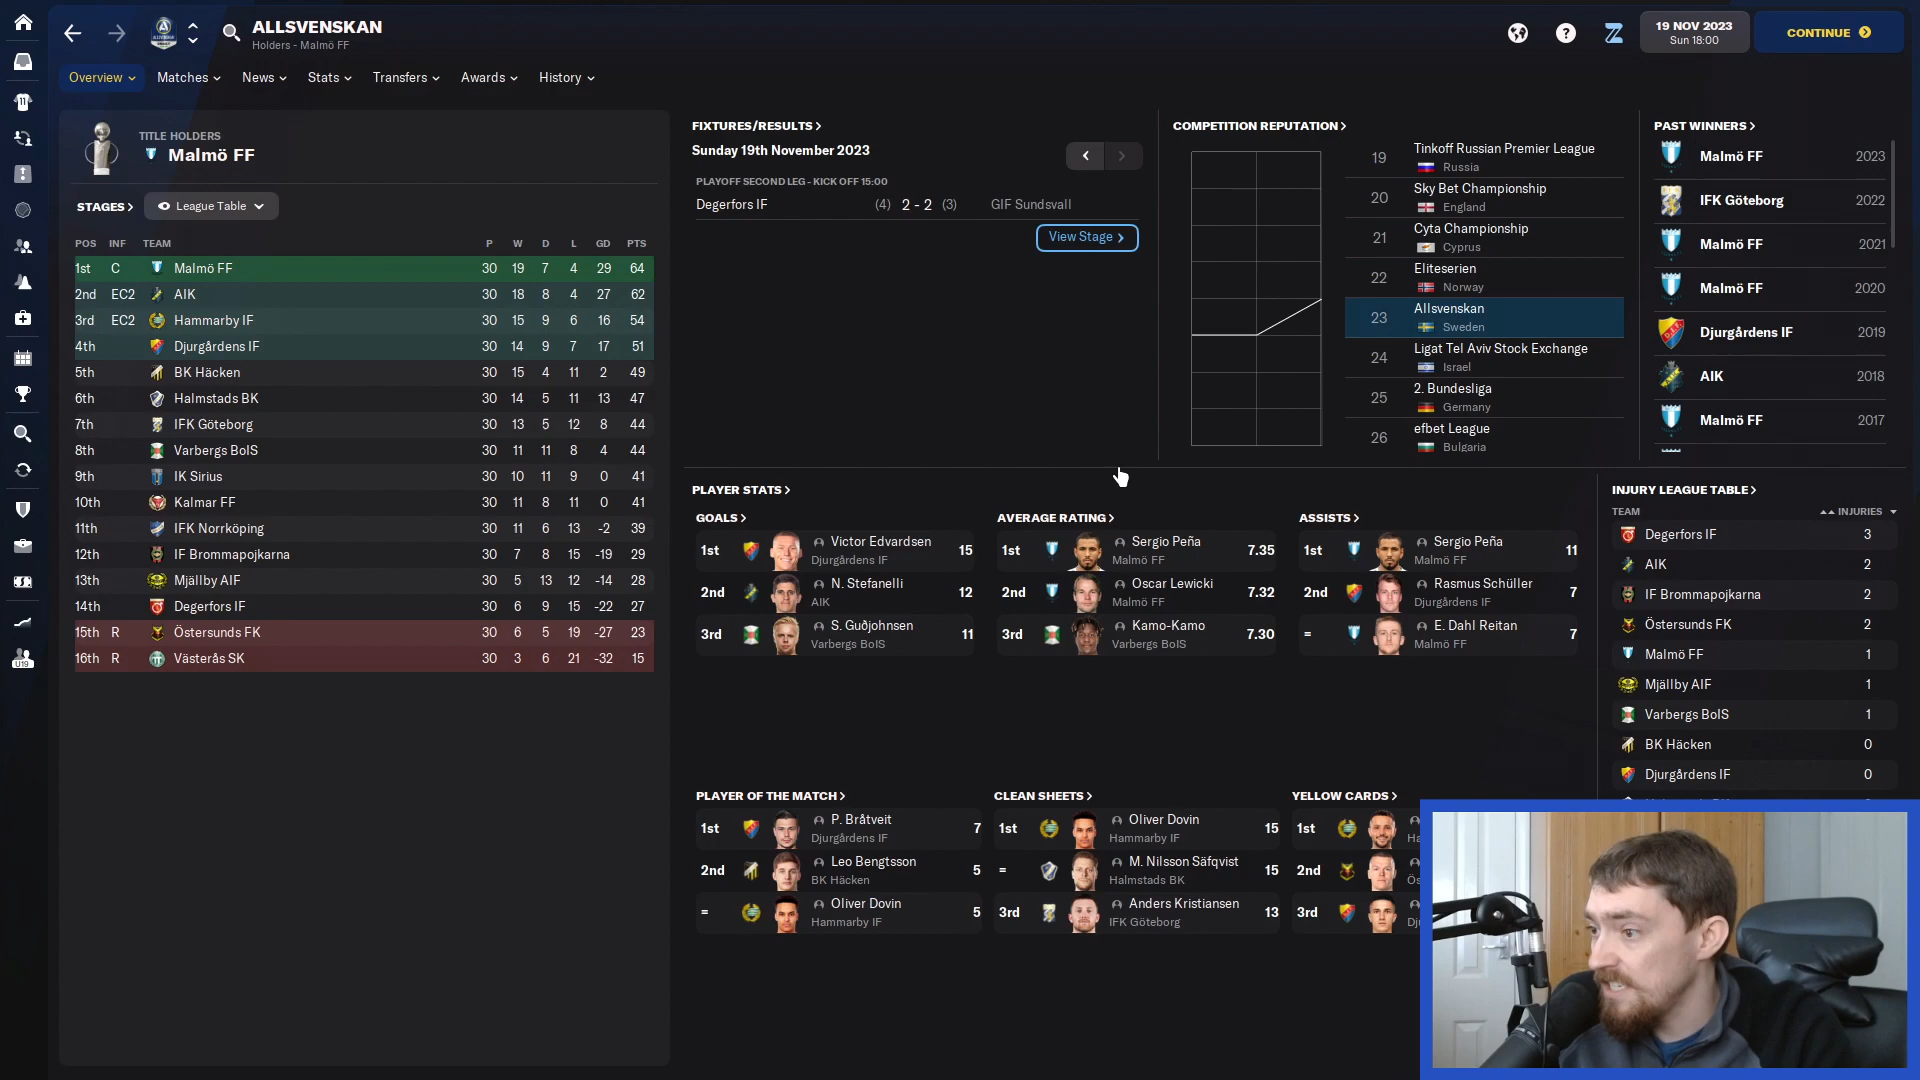 ALLSVENSKAN
Holders - Malmö FF
19 NOV 2023
Sun 18:00
CONTINUE
Overview
Matches
News
Stats
Transfers
Awards
History
TITLE HOLDERS
Malmö FF
STAGES
League Table
POS INF TEAM P W D L GD PTS
1st C Malmö FF 30 19 7 4 29 64
2nd EC2 AIK 30 18 8 4 27 62
3rd EC2 Hammarby IF 30 15 9 6 16 54
4th Djurgårdens IF 30 14 9 7 17 51
5th BK Häcken 30 15 4 11 2 49
6th Halmstads BK 30 14 5 11 13 47
7th IFK Göteborg 30 13 5 12 8 44
8th Varbergs BoIS 30 11 11 8 4 44
9th IK Sirius 30 10 11 9 0 41
10th Kalmar FF 30 11 8 11 0 41
11th IFK Norrköping 30 11 6 13 -2 39
12th IF Brommapojkarna 30 7 8 15 -19 29
13th Mjällby AIF 30 5 13 12 -14 28
14th Degerfors IF 30 6 9 15 -22 27
15th R Östersunds FK 30 6 5 19 -27 23
16th R Västerås SK 30 3 6 21 -32 15
FIXTURES/RESULTS
Sunday 19th November 2023
PLAYOFF SECOND LEG - KICK OFF 15:00
Degerfors IF (4) 2 - 2 (3) GIF Sundsvall
View Stage
COMPETITION REPUTATION
19 Tinkoff Russian Premier League
Russia
20 Sky Bet Championship
England
21 Cyta Championship
Cyprus
22 Eliteserien
Norway
23 Allsvenskan
Sweden
24 Ligat Tel Aviv Stock Exchange
Israel
25 2. Bundesliga
Germany
26 efbet League
Bulgaria
PAST WINNERS
Malmö FF 2023
IFK Göteborg 2022
Malmö FF 2021
Malmö FF 2020
Djurgårdens IF 2019
AIK 2018
Malmö FF 2017
PLAYER STATS
GOALS
1st Victor Edvardsen 15
Djurgårdens IF
2nd N. Stefanelli 12
AIK
3rd S. Guðjohnsen 11
Varbergs BoIS
AVERAGE RATING
1st Sergio Peña 7.35
Malmö FF
2nd Oscar Lewicki 7.32
Malmö FF
3rd Kamo-Kamo 7.30
Varbergs BoIS
ASSISTS
1st Sergio Peña 11
Malmö FF
2nd Rasmus Schüller 7
Djurgårdens IF
= E. Dahl Reitan 7
Malmö FF
INJURY LEAGUE TABLE
TEAM INJURIES
Degerfors IF 3
AIK 2
IF Brommapojkarna 2
Östersunds FK 2
Malmö FF 1
Mjällby AIF 1
Varbergs BoIS 1
BK Häcken 0
Djurgårdens IF 0
PLAYER OF THE MATCH
1st P. Bråtveit 7
Djurgårdens IF
2nd Leo Bengtsson 5
BK Häcken
= Oliver Dovin 5
Hammarby IF
CLEAN SHEETS
1st Oliver Dovin 15
Hammarby IF
= M. Nilsson Säfqvist 15
Halmstads BK
3rd Anders Kristiansen 13
IFK Göteborg
YELLOW CARDS
1st
2nd
3rd
U19